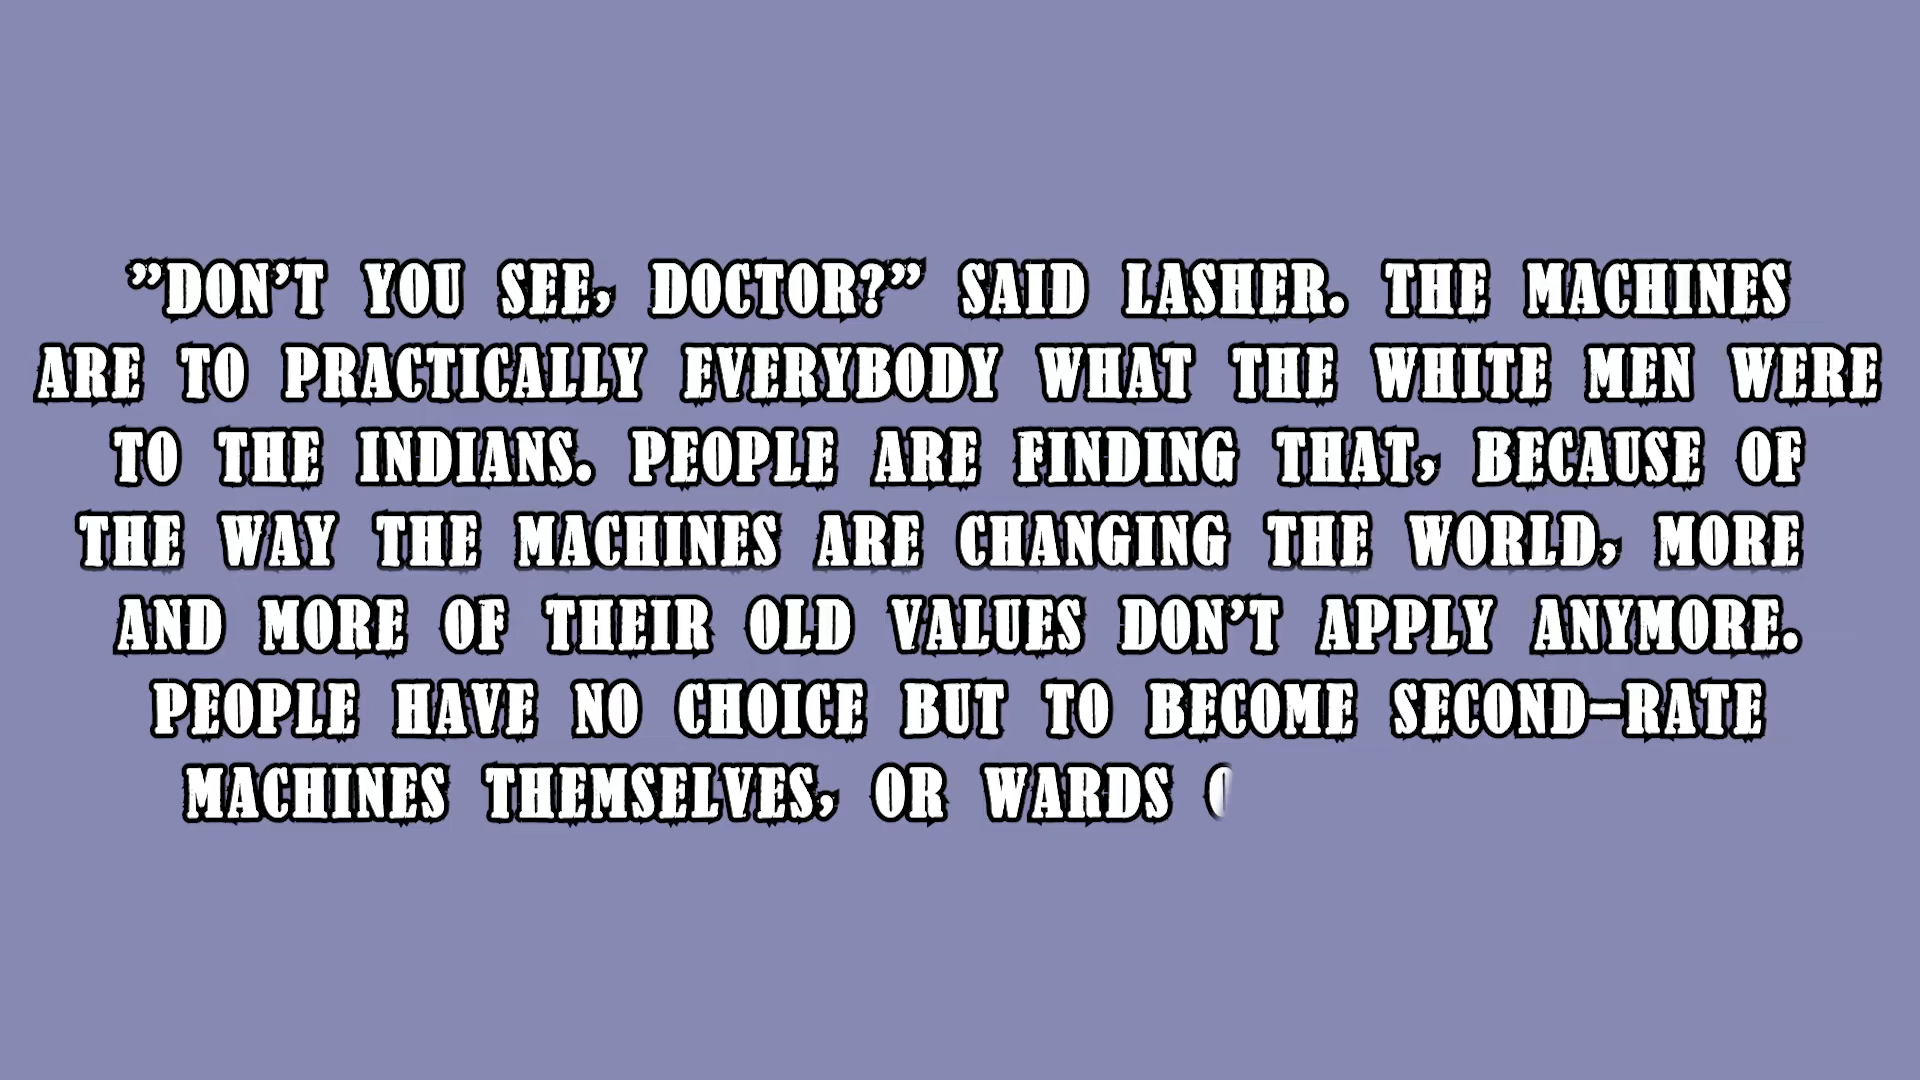 "DON'T YOU SEE, DOCTOR?" SAID LASHER. THE MACHINES
ARE TO PRACTICALLY EVERYBODY WHAT THE WHITE MEN WERE
TO THE INDIANS. PEOPLE ARE FINDING THAT, BECAUSE OF
THE WAY THE MACHINES ARE CHANGING THE WORLD, MORE
AND MORE OF THEIR OLD VALUES DON'T APPLY ANYMORE.
PEOPLE HAVE NO CHOICE BUT TO BECOME SECOND-RATE
MACHINES THEMSELVES, OR WARDS